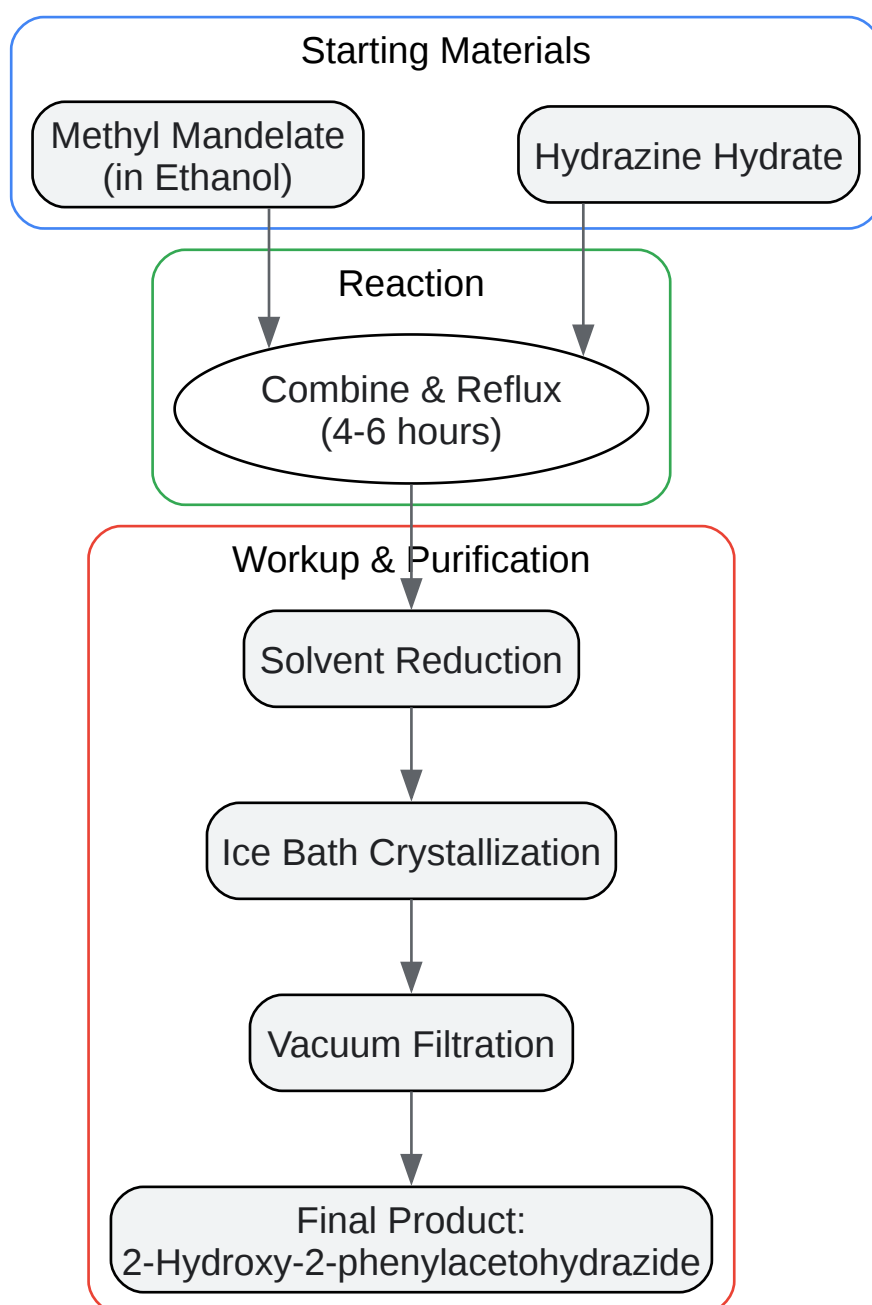 Starting Materials
Methyl Mandelate
(in Ethanol)
Hydrazine Hydrate
Reaction
Combine & Reflux
(4-6 hours)
Workup & Purification
Solvent Reduction
Ice Bath Crystallization
Vacuum Filtration
Final Product:
2-Hydroxy-2-phenylacetohydrazide